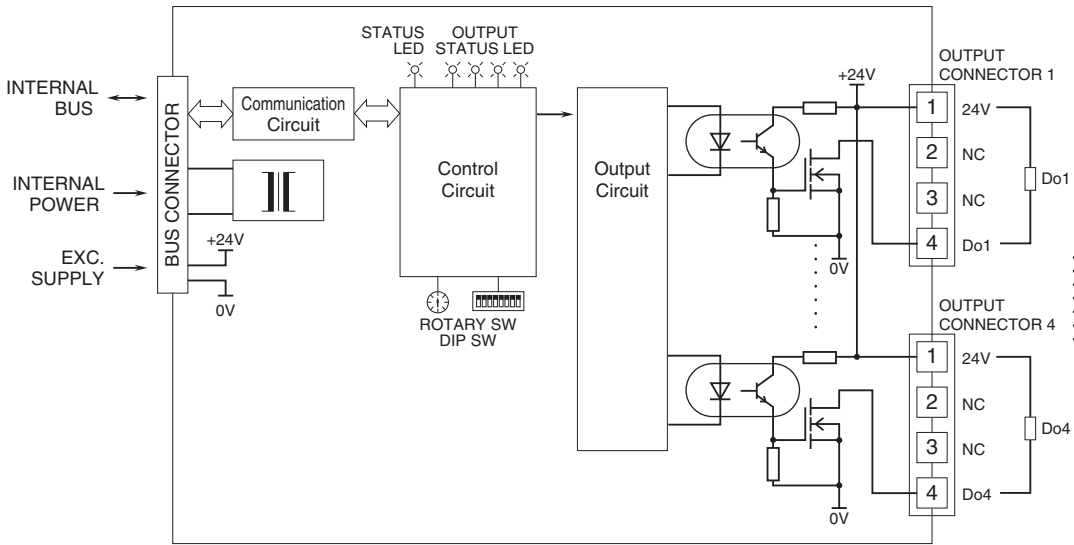 STATUS
LED
OUTPUT
STATUS LED
INTERNAL
BUS
INTERNAL
POWER
EXC.
SUPPLY
BUS CONNECTOR
Communication
Circuit
+24V
0V
Control
Circuit
ROTARY SW
DIP SW
Output
Circuit
+24V
0V
OUTPUT
CONNECTOR 1
1 24V
2 NC
3 NC
4 Do1
Do1
OUTPUT
CONNECTOR 4
1 24V
2 NC
3 NC
4 Do4
Do4
0V